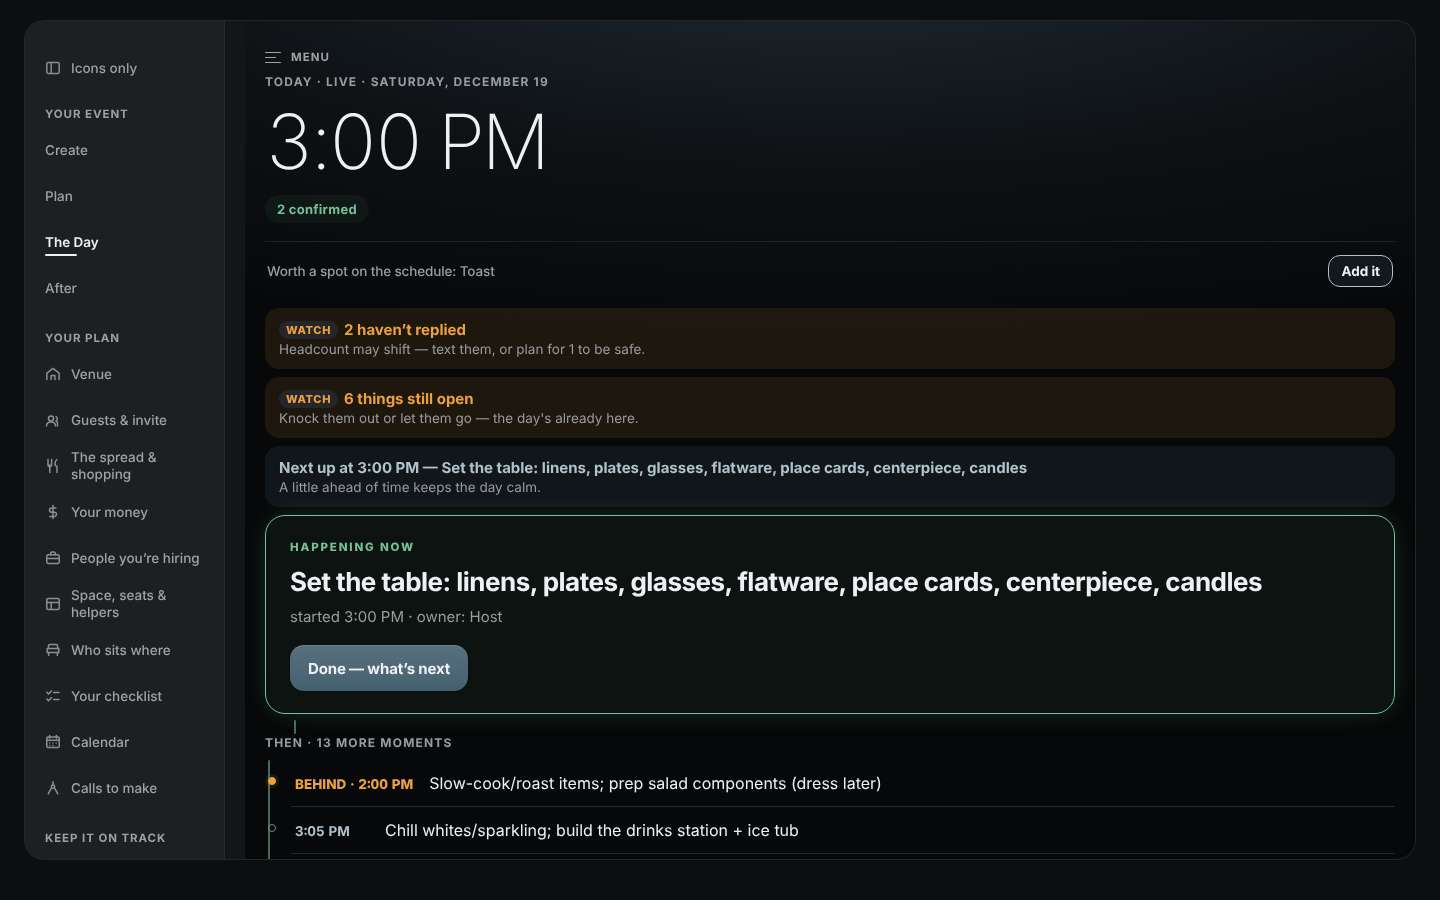 Icons only
YOUR EVENT
Create
Plan
The Day
After
YOUR PLAN
Venue
Guests & invite
The spread &
shopping
Your money
People you're hiring
Space, seats &
helpers
Who sits where
Your checklist
Calendar
Calls to make
KEEP IT ON TRACK
MENU
TODAY · LIVE · SATURDAY, DECEMBER 19
3:00 PM
2 confirmed
Worth a spot on the schedule: Toast
Add it
WATCH 2 haven’t replied
Headcount may shift — text them, or plan for 1 to be safe.
WATCH 6 things still open
Knock them out or let them go — the day's already here.
Next up at 3:00 PM — Set the table: linens, plates, glasses, flatware, place cards, centerpiece, candles
A little ahead of time keeps the day calm.
HAPPENING NOW
Set the table: linens, plates, glasses, flatware, place cards, centerpiece, candles
started 3:00 PM · owner: Host
Done — what’s next
THEN · 13 MORE MOMENTS
BEHIND · 2:00 PM Slow-cook/roast items; prep salad components (dress later)
3:05 PM Chill whites/sparkling; build the drinks station + ice tub